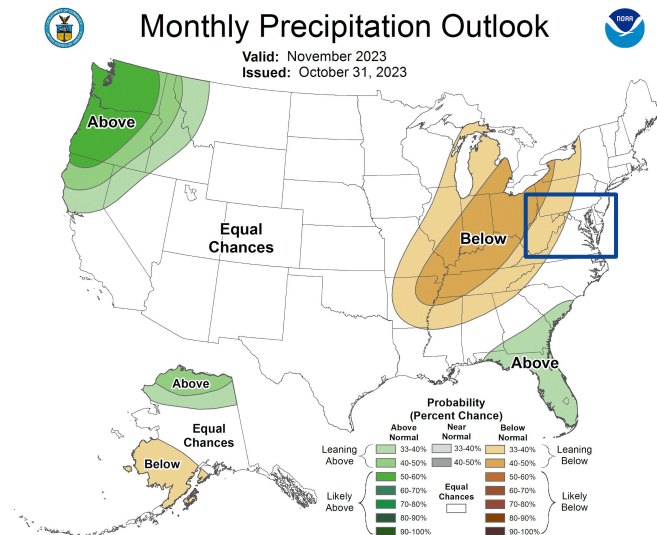 Monthly Precipitation Outlook
NOAA
Valid: November 2023
Issued: October 31, 2023
Above
Equal
Chances
Below
Above
Above
Equal
Chances
Below
Probability
(Percent Chance)
Above
Normal
Near
Normal
Below
Normal
Leaning
Above
33-40%
40-50%
Likely
Above
50-60%
60-70%
70-80%
80-90%
90-100%
33-40%
40-50%
Equal
Chances
33-40%
40-50%
Leaning
Below
50-60%
60-70%
70-80%
80-90%
90-100%
Likely
Below